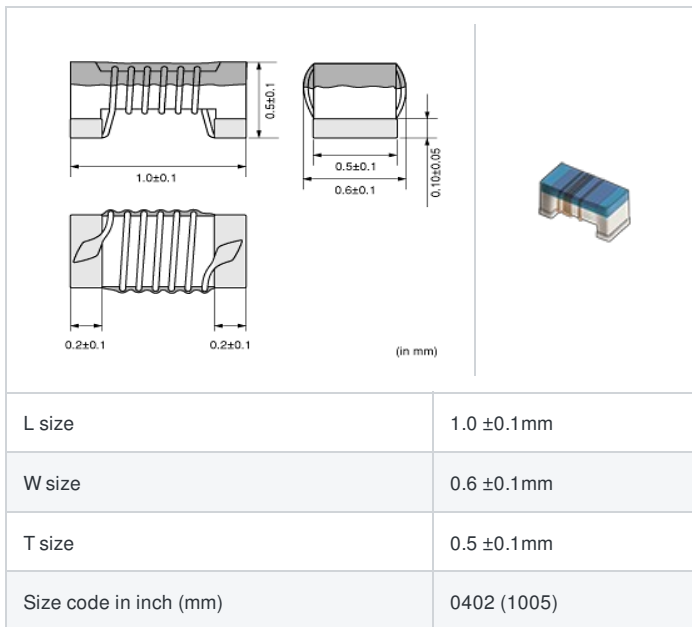 0.5±0.1
1.0±0.1
0.5±0.1
0.6±0.1
0.10±0.05
0.2±0.1
0.2±0.1
(in mm)
L size 1.0 ±0.1mm
W size 0.6 ±0.1mm
T size 0.5 ±0.1mm
Size code in inch (mm) 0402 (1005)